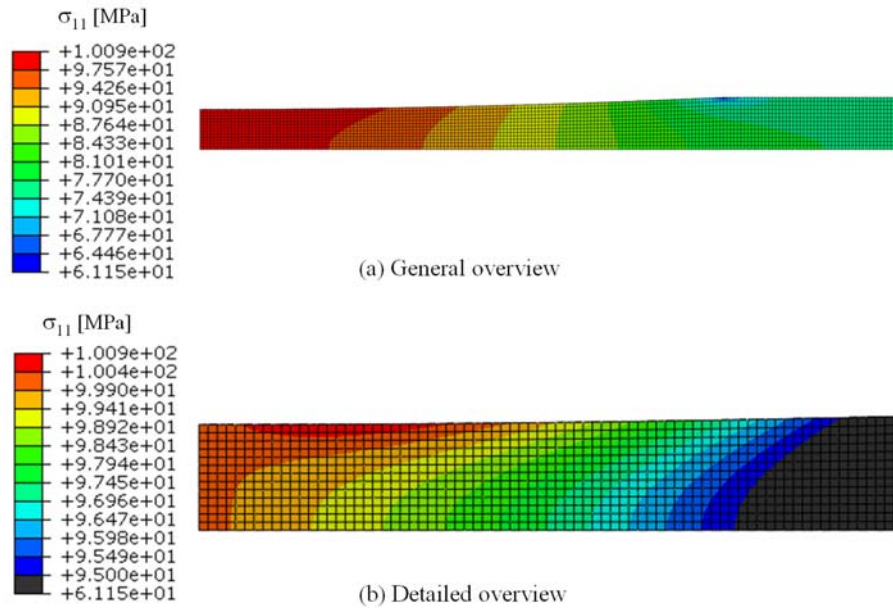 σ11 [MPa]
+1.009e+02
+9.757e+01
+9.426e+01
+9.095e+01
+8.764e+01
+8.433e+01
+8.101e+01
+7.770e+01
+7.439e+01
+7.108e+01
+6.777e+01
+6.446e+01
+6.115e+01
(a) General overview
σ11 [MPa]
+1.009e+02
+1.004e+02
+9.990e+01
+9.941e+01
+9.892e+01
+9.843e+01
+9.794e+01
+9.745e+01
+9.696e+01
+9.647e+01
+9.598e+01
+9.549e+01
+9.500e+01
+6.115e+01
(b) Detailed overview